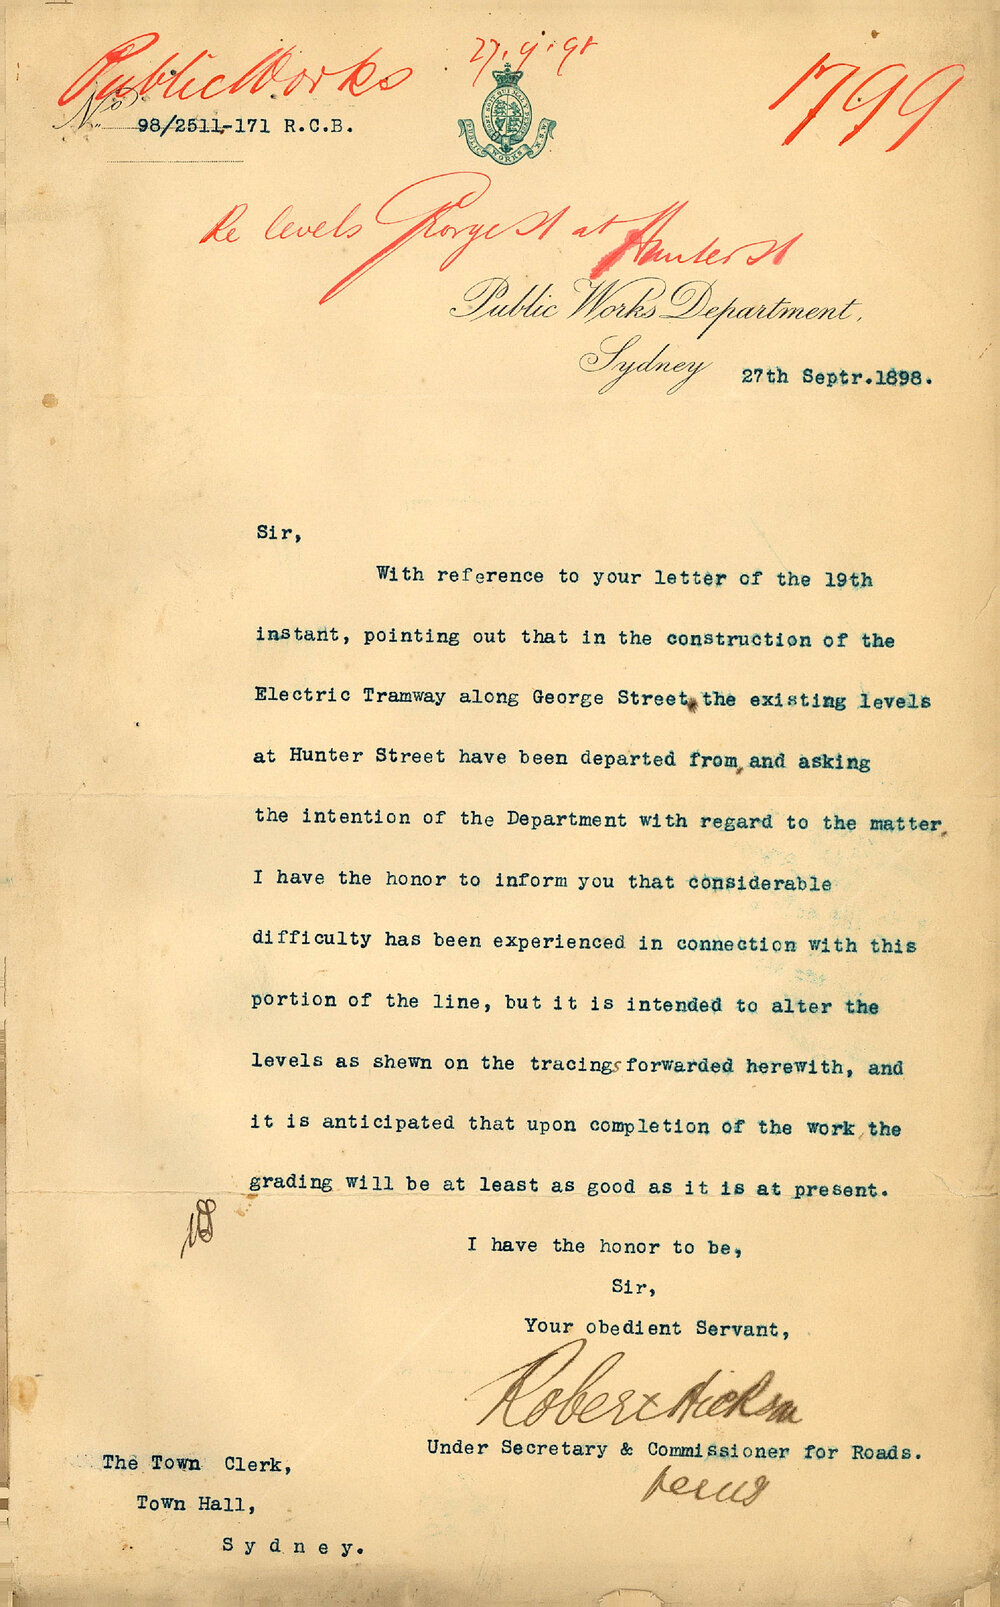 Public Works
27.9.98
1799
No 98/2511-171 R.C.B.
PUBLIC WORKS N.S.W.
Re levels George St at Hunter St
Public Works Department,
Sydney 27th Septr.1898.
Sir,
With reference to your letter of the 19th
instant, pointing out that in the construction of the
Electric Tramway along George Street, the existing levels
at Hunter Street have been departed from, and asking
the intention of the Department with regard to the matter,
I have the honor to inform you that considerable
difficulty has been experienced in connection with this
portion of the line, but it is intended to alter the
levels as shewn on the tracings forwarded herewith, and
it is anticipated that upon completion of the work, the
grading will be at least as good as it is at present.
I have the honor to be,
Sir,
Your obedient Servant,
Robert Hickson
Under Secretary & Commissioner for Roads.
The Town Clerk,
Town Hall,
Sydney.